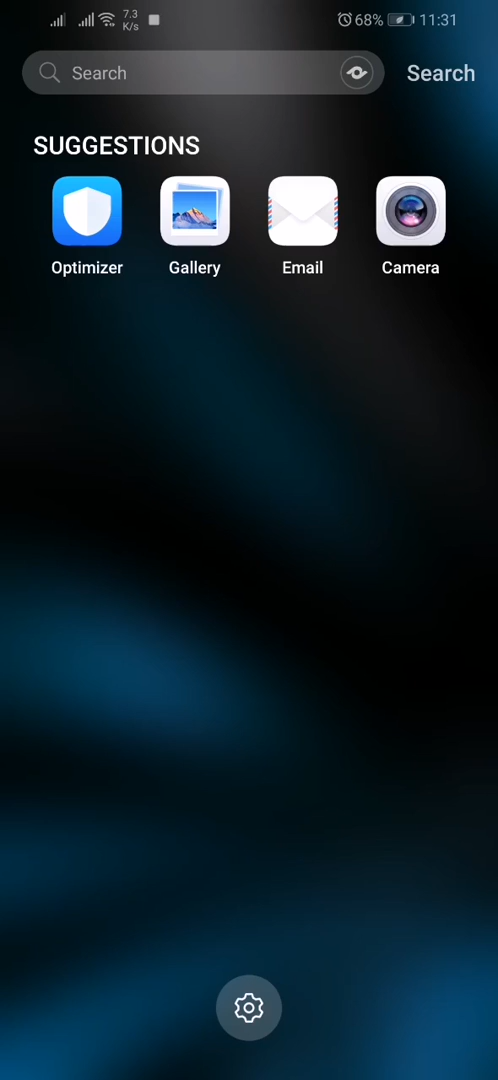 7.3
K/s
68%
11:31
Search
Search
SUGGESTIONS
Optimizer
Gallery
Email
Camera